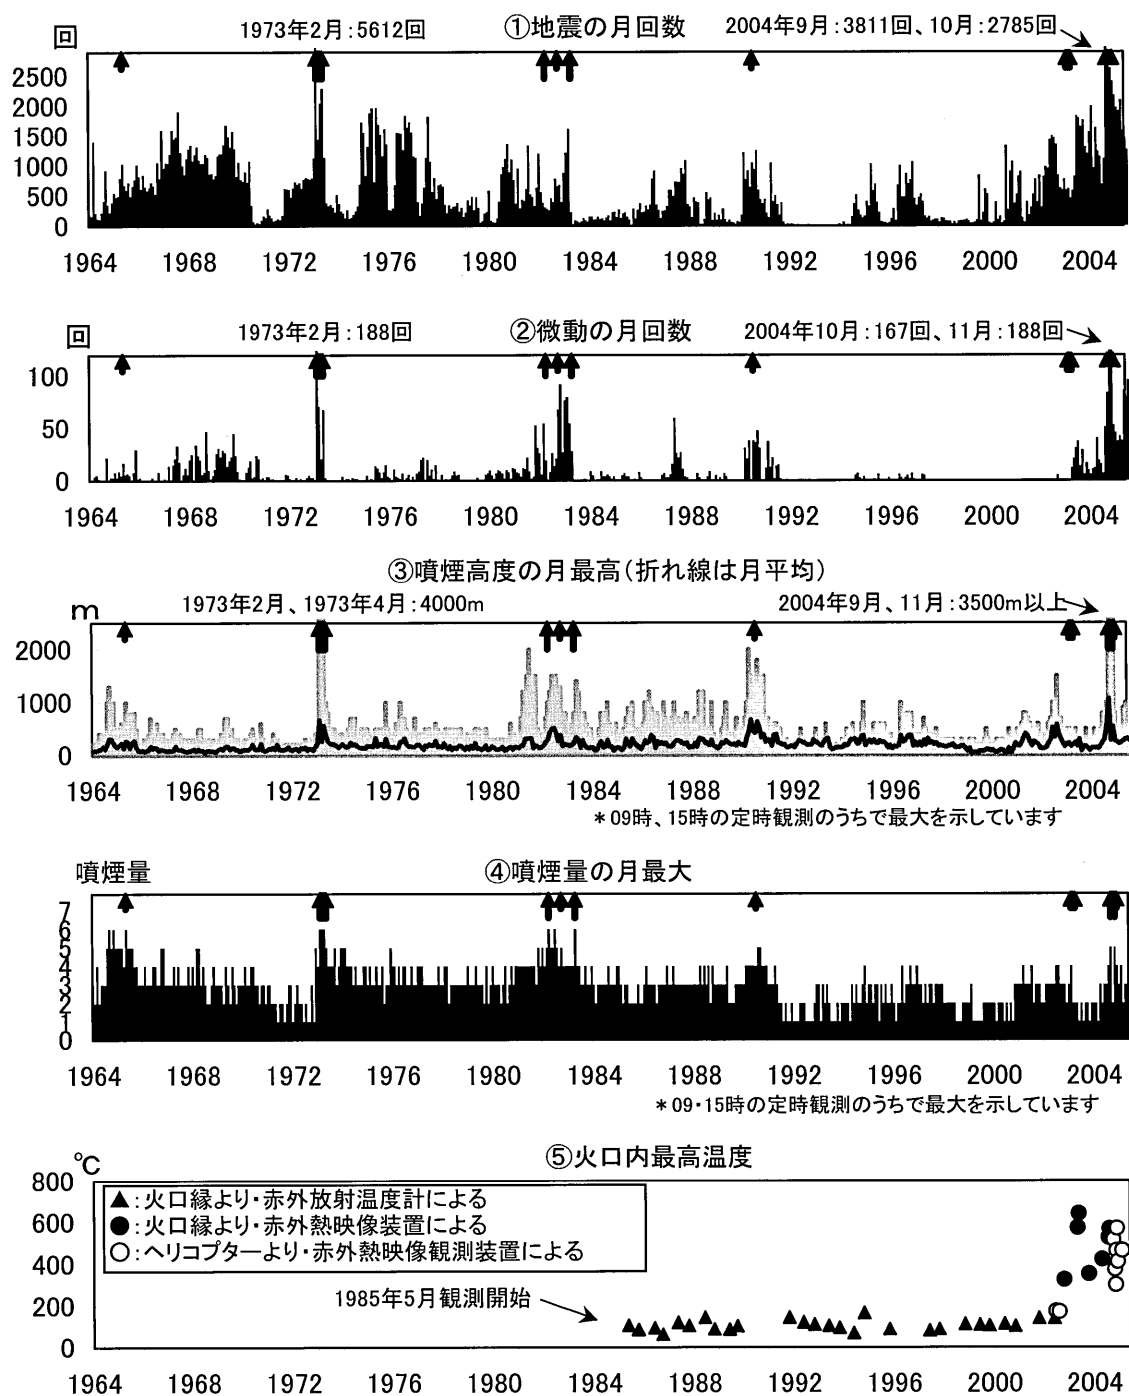 ①地震の月回数
1973年2月：5612回
2004年9月：3811回、10月：2785回
回
2500
2000
1500
1000
500
0
1964 1968 1972 1976 1980 1984 1988 1992 1996 2000 2004
②微動の月回数
1973年2月：188回
2004年10月：167回、11月：188回
回
100
50
0
1964 1968 1972 1976 1980 1984 1988 1992 1996 2000 2004
③噴煙高度の月最高（折れ線は月平均）
1973年2月、1973年4月：4000m
2004年9月、11月：3500m以上
m
2000
1000
0
1964 1968 1972 1976 1980 1984 1988 1992 1996 2000 2004
＊09時、15時の定時観測のうちで最大を示しています
噴煙量
④噴煙量の月最大
7
6
5
4
3
2
1
0
1964 1968 1972 1976 1980 1984 1988 1992 1996 2000 2004
＊09・15時の定時観測のうちで最大を示しています
⑤火口内最高温度
℃
800
600
400
200
0
▲：火口縁より・赤外放射温度計による
●：火口縁より・赤外熱映像装置による
○：ヘリコプターより・赤外熱映像観測装置による
1985年5月観測開始
1964 1968 1972 1976 1980 1984 1988 1992 1996 2000 2004